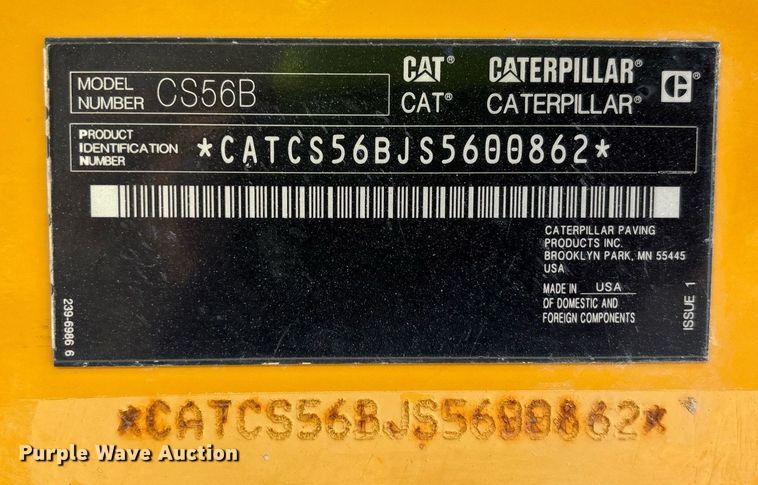 MODEL NUMBER CS56B
CAT® CATERPILLAR®
CAT® CATERPILLAR®
PRODUCT IDENTIFICATION NUMBER *CATCS56BJS5600862*
CATERPILLAR PAVING
PRODUCTS INC.
BROOKLYN PARK, MN 55445
USA
MADE IN USA
OF DOMESTIC AND
FOREIGN COMPONENTS
ISSUE 1
239-6986 6
*CATCS56BJS5600862*
Purple Wave Auction